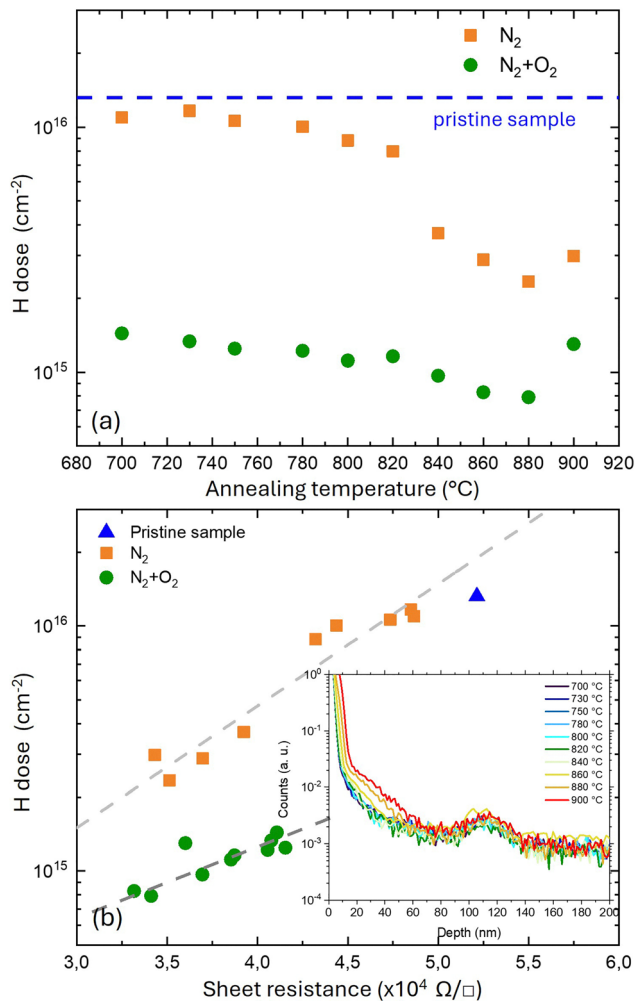 N₂
N₂+O₂
pristine sample
10¹⁶
10¹⁵
H dose (cm⁻²)
(a)
680 700 720 740 760 780 800 820 840 860 880 900 920
Annealing temperature (°C)
Pristine sample
N₂
N₂+O₂
10¹⁶
10¹⁵
H dose (cm⁻²)
10⁰
10⁻¹
10⁻²
10⁻³
10⁻⁴
Counts (a. u.)
700 °C
730 °C
750 °C
780 °C
800 °C
820 °C
840 °C
860 °C
880 °C
900 °C
0 20 40 60 80 100 120 140 160 180 200
Depth (nm)
(b)
3,0 3,5 4,0 4,5 5,0 5,5 6,0
Sheet resistance (x10⁴ Ω/□)